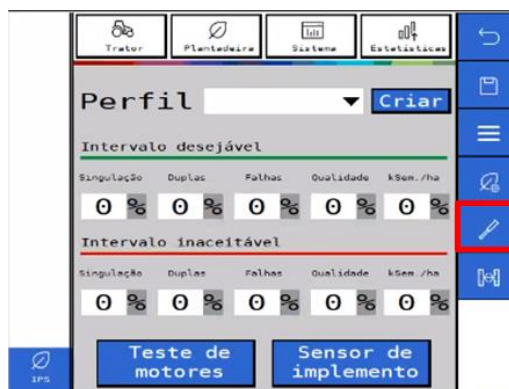 Trator Plantadeira Sistema Estatísticas
Perfil Criar
Intervalo desejável
Singulação Duplas Falhas Qualidade kSem./ha
0 % 0 % 0 % 0 % 0 %
Intervalo inaceitável
Singulação Duplas Falhas Qualidade kSem./ha
0 % 0 % 0 % 0 % 0 %
Teste de Sensor de
motores implemento
IPS